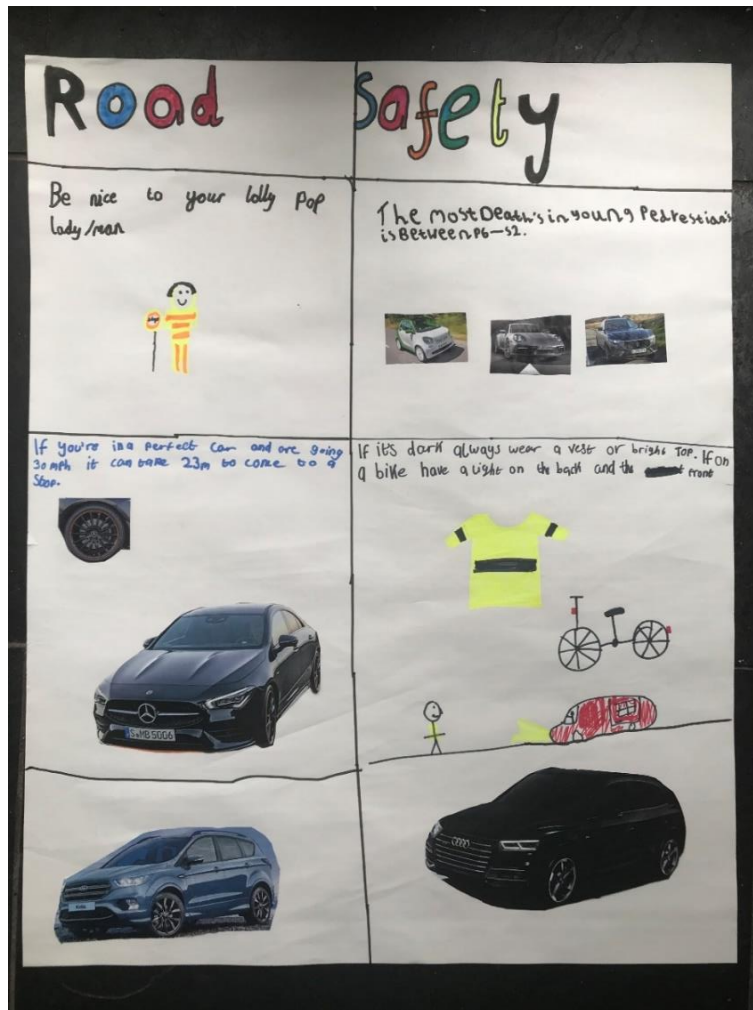 Road Safety
Be nice to your lolly pop
lady/man
The most Death's in young Pedrestian's
is Between P6-S2.
If you're in a perfect car and are going
30mph it can take 23m to come to a
stop.
If it's dark always wear a vest or bright Top. If on
a bike have a light on the back and the front
S MB 5006